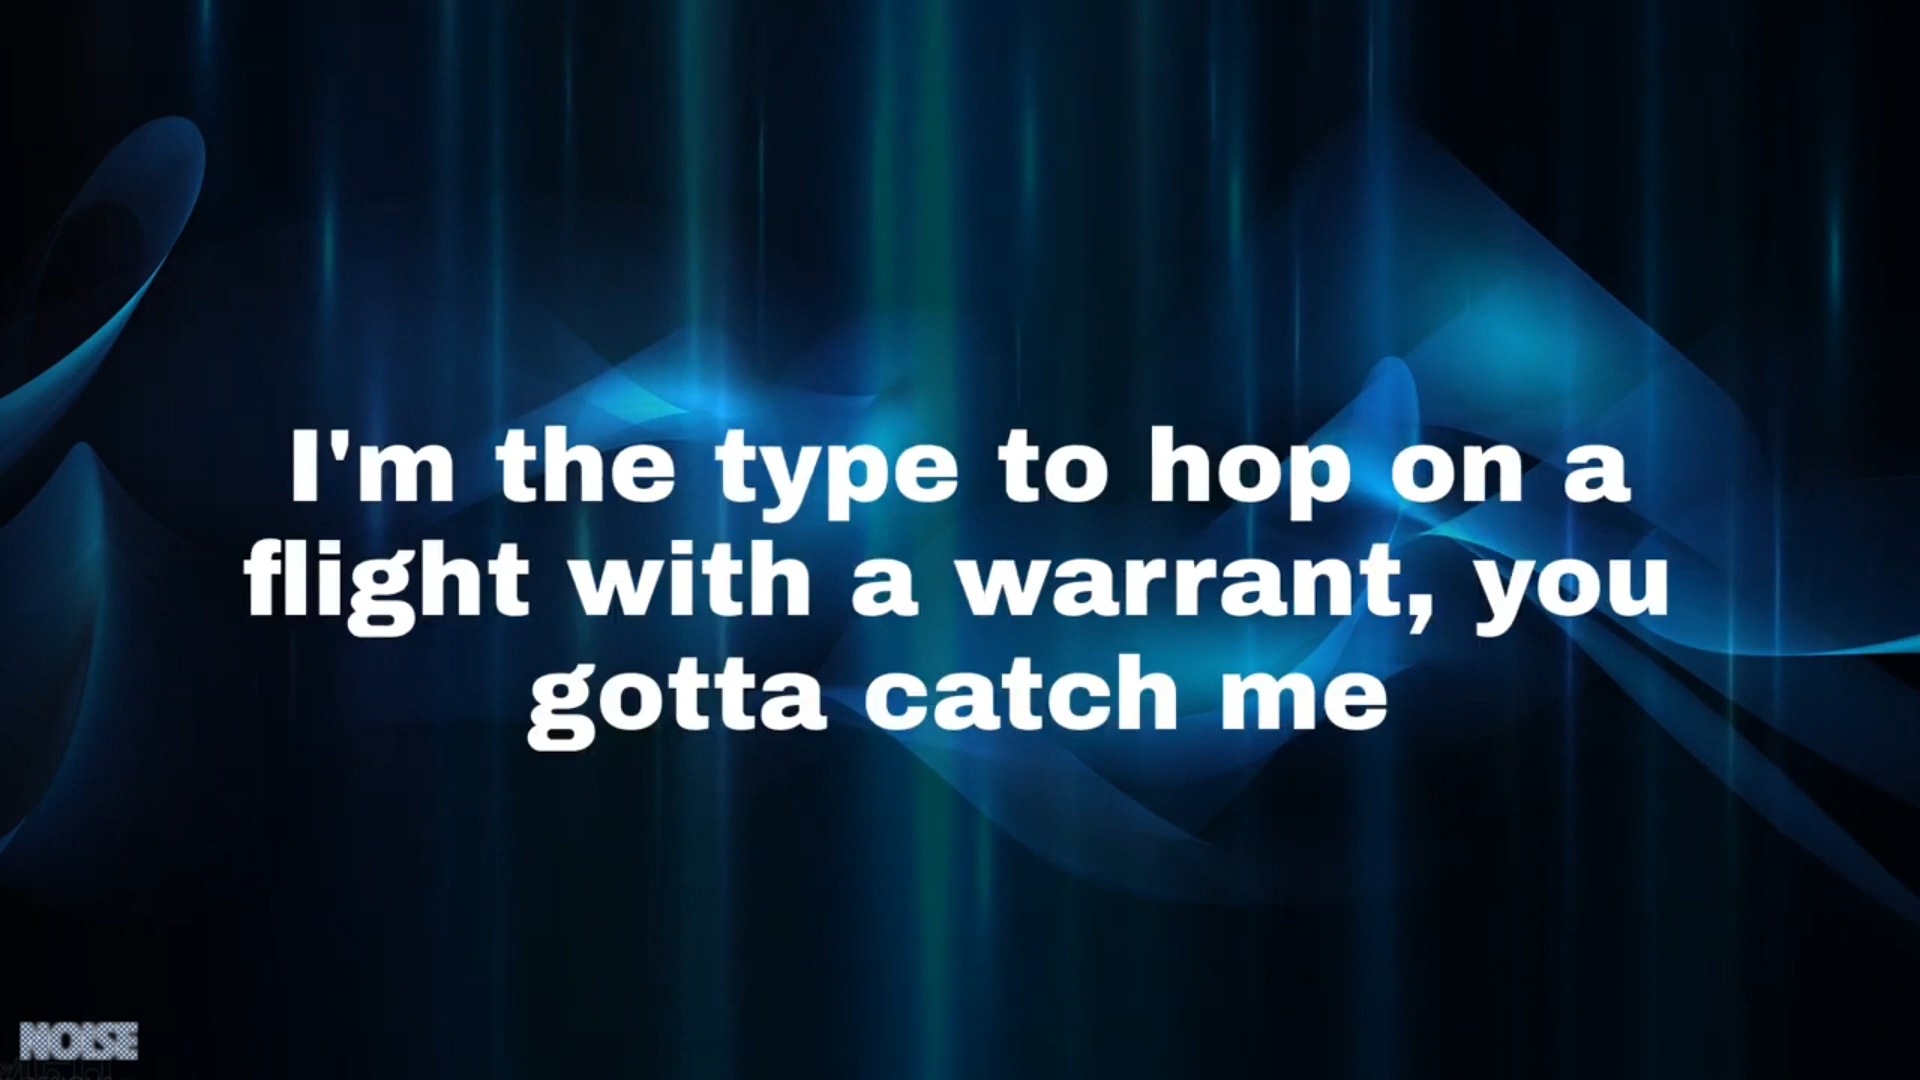 I'm the type to hop on a
flight with a warrant, you
gotta catch me
NOISE